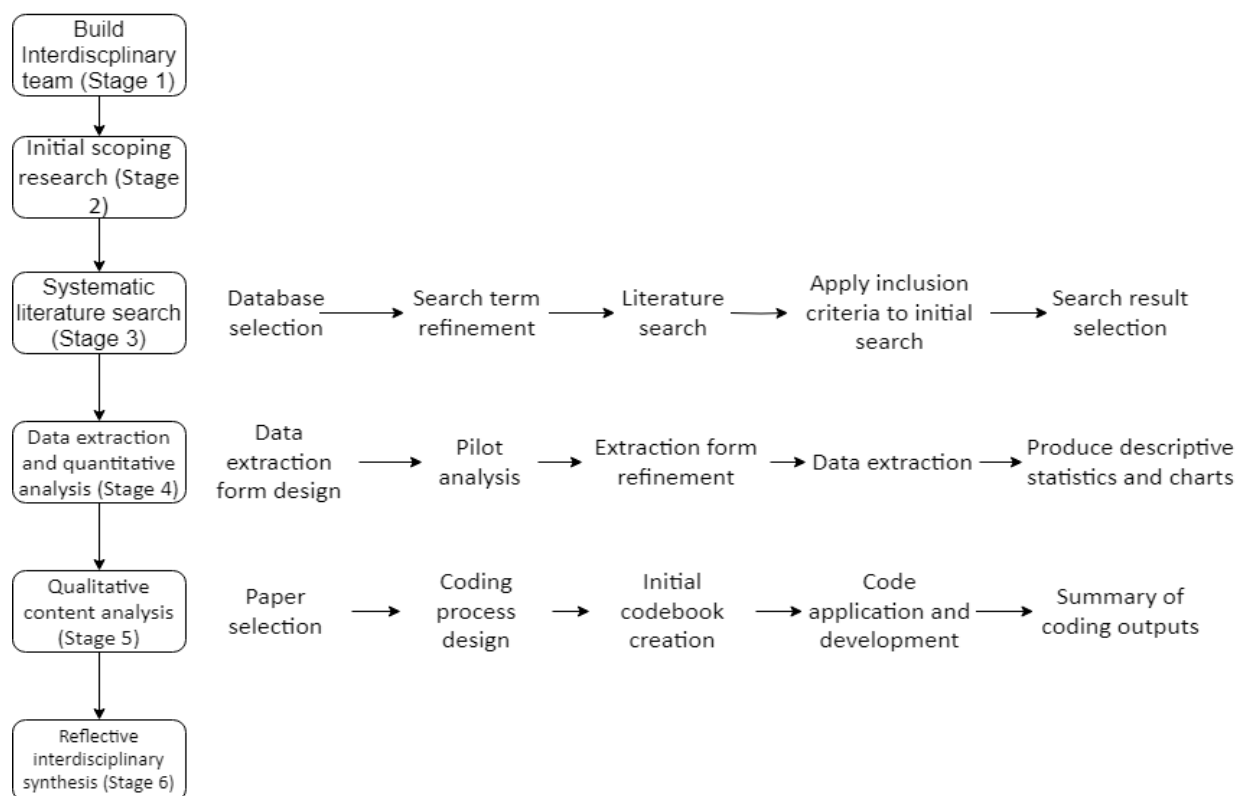 Build
Interdiscplinary
team (Stage 1)
Initial scoping
research (Stage
2)
Systematic
literature search
(Stage 3)
Database
selection
Search term
refinement
Literature
search
Apply inclusion
criteria to initial
search
Search result
selection
Data extraction
and quantitative
analysis (Stage 4)
Data
extraction
form design
Pilot
analysis
Extraction form
refinement
Data extraction
Produce descriptive
statistics and charts
Qualitative
content analysis
(Stage 5)
Paper
selection
Coding
process
design
Initial
codebook
creation
Code
application and
development
Summary of
coding outputs
Reflective
interdisciplinary
synthesis (Stage 6)